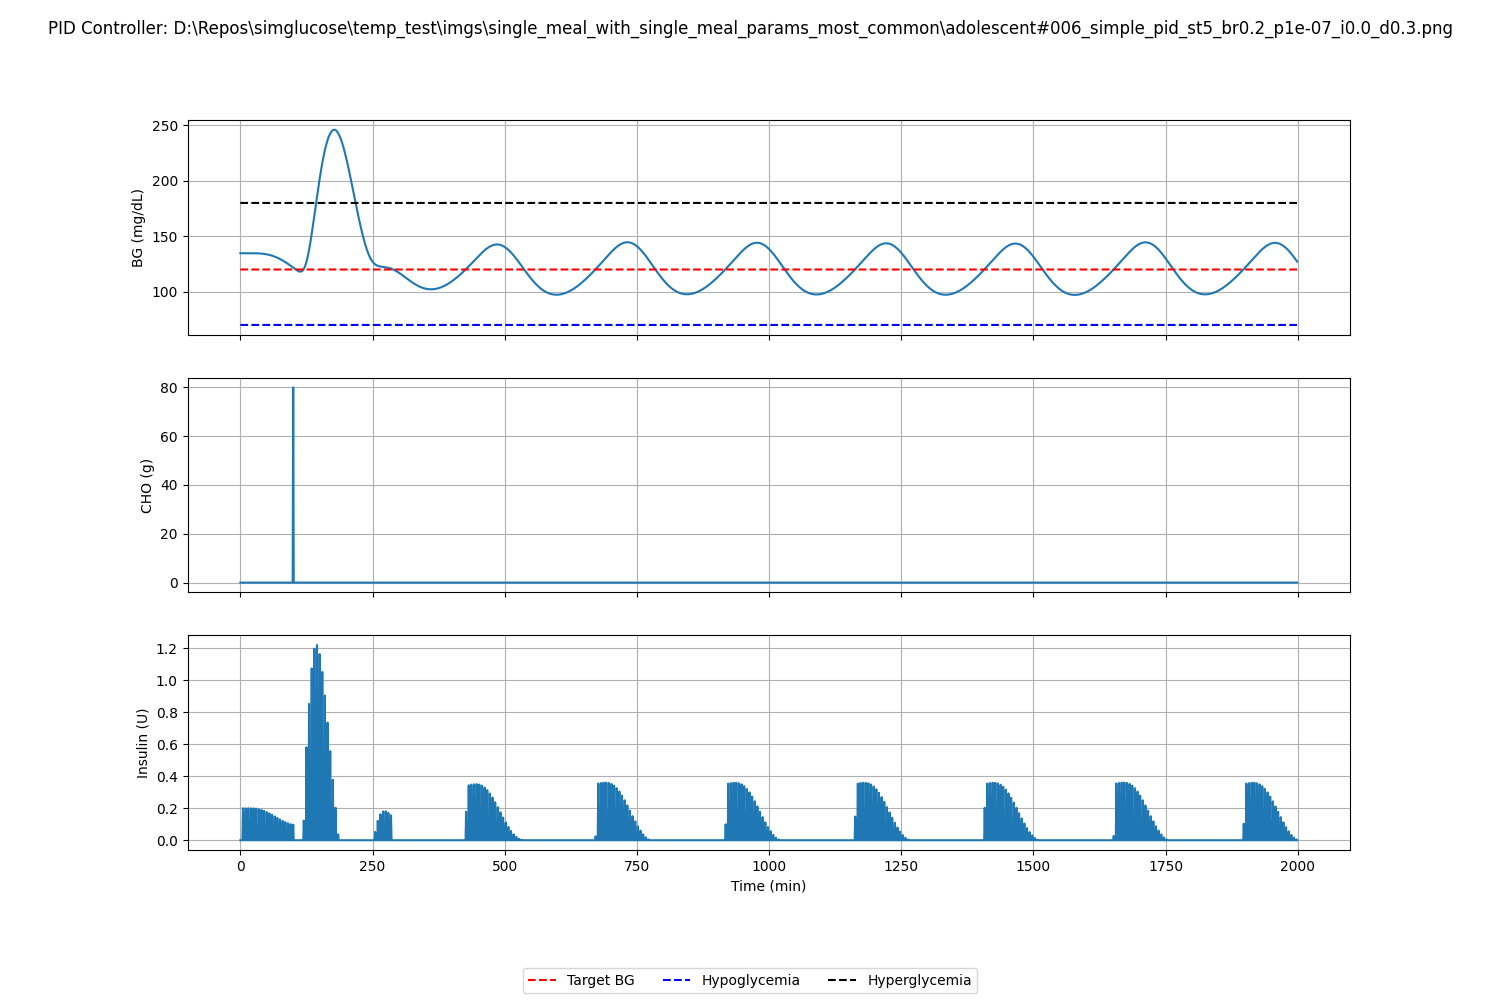 PID Controller: D:\Repos\simglucose\temp_test\imgs\single_meal_with_single_meal_params_most_common\adolescent#006_simple_pid_st5_br0.2_p1e-07_i0.0_d0.3.png
250
200
150
100
BG (mg/dL)
80
60
40
20
0
CHO (g)
1.2
1.0
0.8
0.6
0.4
0.2
0.0
Insulin (U)
0 250 500 750 1000 1250 1500 1750 2000
Time (min)
Target BG Hypoglycemia Hyperglycemia